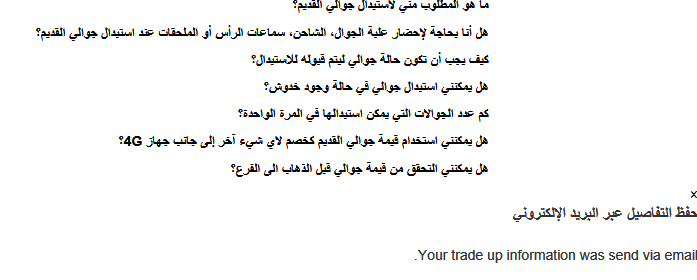 ما هو المطلوب مني لاستبدال جوالي القديم؟
هل أنا بحاجة لإحضار علبة الجوال، الشاحن، سماعات الرأس أو الملحقات عند استبدال جوالي القديم؟
كيف يجب أن تكون حالة جوالي ليتم قبوله للاستبدال؟
هل يمكنني استبدال جوالي في حالة وجود خدوش؟
كم عدد الجوالات التي يمكن استبدالها في المرة الواحدة؟
هل يمكنني استخدام قيمة جوالي القديم كخصم لاي شيء آخر إلى جانب جهاز 4G؟
هل يمكنني التحقق من قيمة جوالي قبل الذهاب الى الفرع؟
x
حفظ التفاصيل عبر البريد الإلكتروني
.Your trade up information was send via email